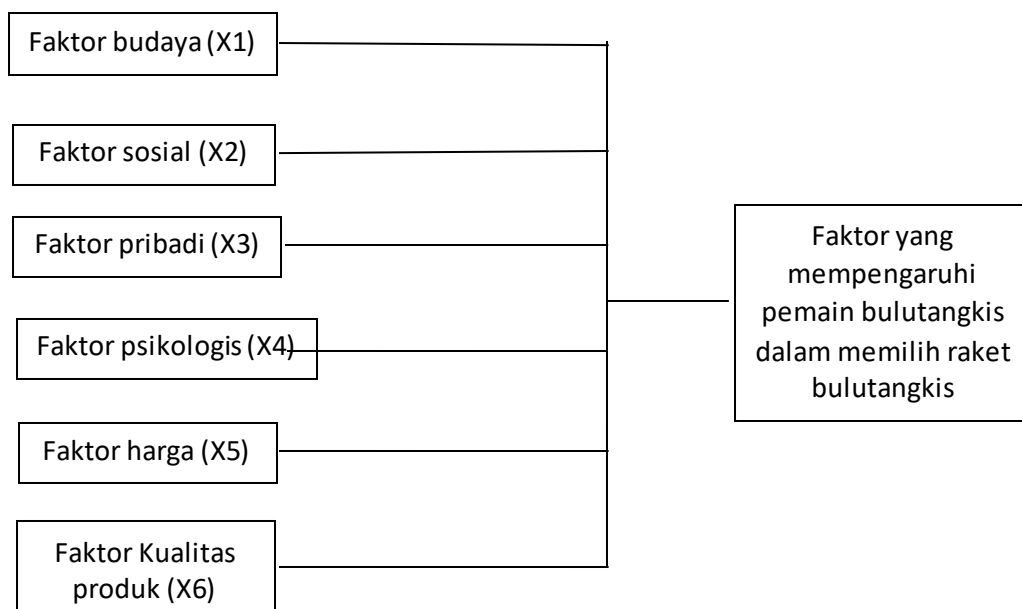 Faktor budaya (X1)
Faktor sosial (X2)
Faktor pribadi (X3)
Faktor psikologis (X4)
Faktor harga (X5)
Faktor Kualitas
produk (X6)
Faktor yang
mempengaruhi
pemain bulutangkis
dalam memilih raket
bulutangkis